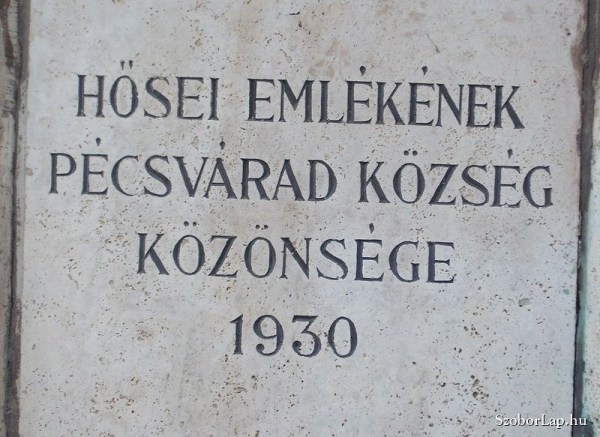 HŐSEI EMLÉKÉNEK
PÉCSVÁRAD KÖZSÉG
KÖZÖNSÉGE
1930
SzoborLap.hu